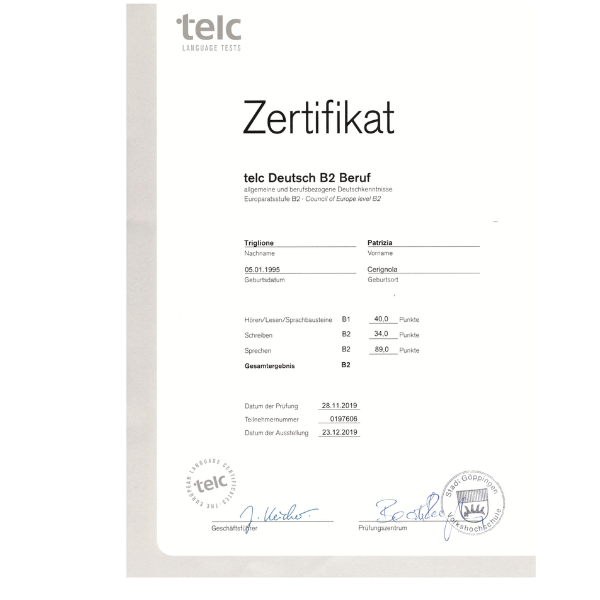 telc
LANGUAGE TESTS
Zertifikat
telc Deutsch B2 Beruf
allgemeine und berufsbezogene Deutschkenntnisse
Europaratsstufe B2 · Council of Europe level B2
Triglione Patrizia
Nachname Vorname
05.01.1995 Cerignola
Geburtsdatum Geburtsort
Hören/Lesen/Sprachbausteine B1 40,0 Punkte
Schreiben B2 34,0 Punkte
Sprechen B2 89,0 Punkte
Gesamtergebnis B2
Datum der Prüfung 28.11.2019
Teilnehmernummer 0197606
Datum der Ausstellung 23.12.2019
THE EUROPEAN LANGUAGE CERTIFICATES
telc
Stadt Göppingen
Volkshochschule
Geschäftsführer Prüfungszentrum